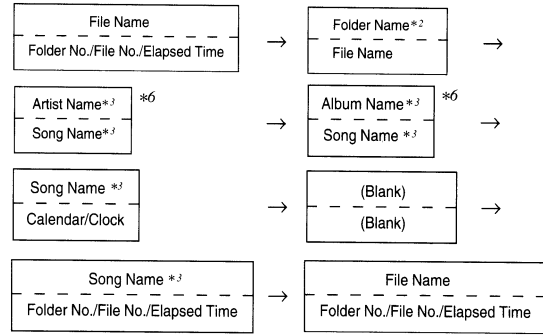 File Name
Folder No./File No./Elapsed Time
→
Folder Name*2
File Name
→
Artist Name*3
Song Name*3
*6
→
Album Name*3
Song Name *3
*6
→
Song Name *3
Calendar/Clock
→
(Blank)
(Blank)
→
Song Name *3
Folder No./File No./Elapsed Time
→
File Name
Folder No./File No./Elapsed Time